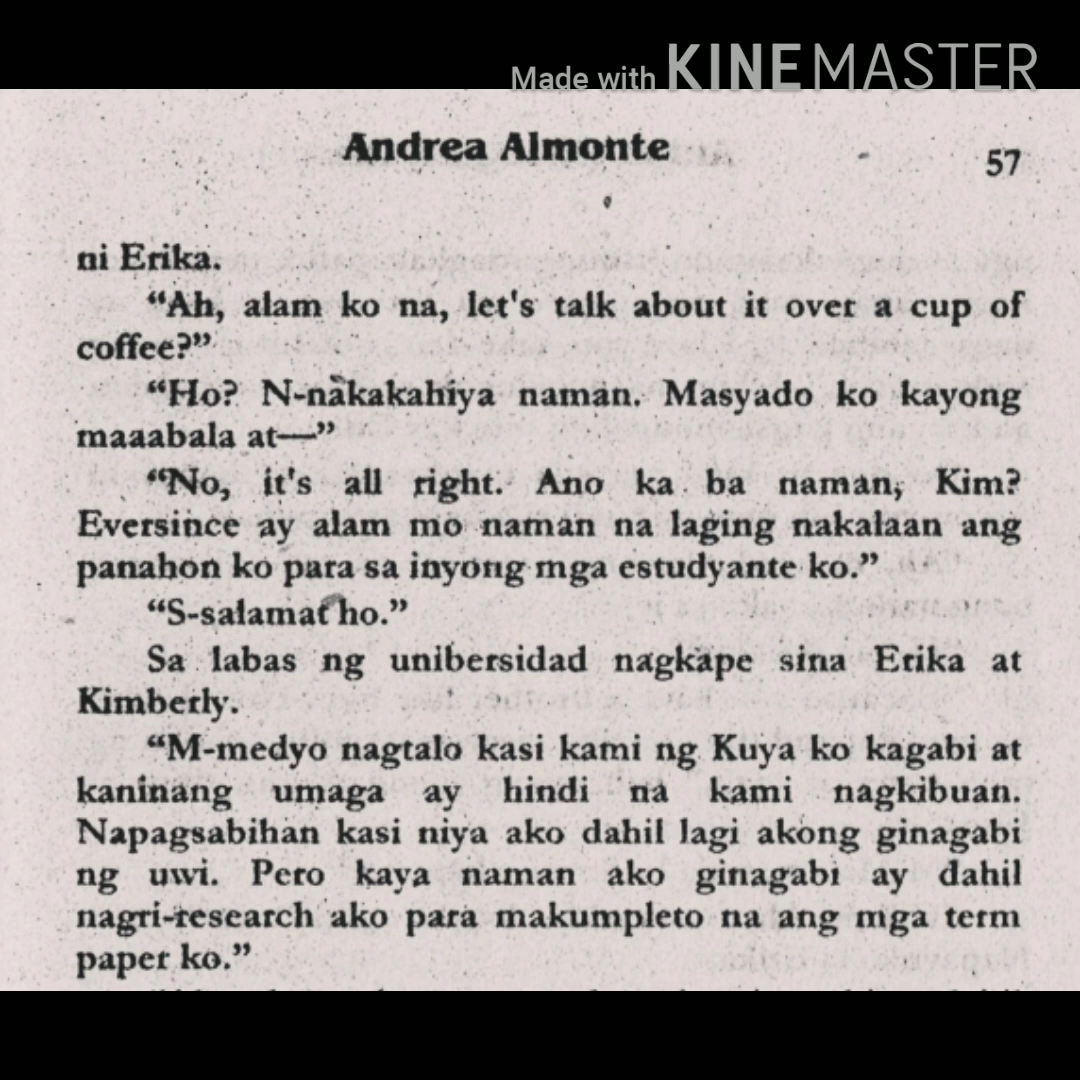 Made with KINEMASTER
Andrea Almonte
57
ni Erika.
“Ah, alam ko na, let's talk about it over a cup of
coffee?”
“Ho? N-nakakahiya naman. Masyado ko kayong
maaabala at—”
“No, it's all right. Ano ka ba naman, Kim?
Eversince ay alam mo naman na laging nakalaan ang
panahon ko para sa inyong mga estudyante ko.”
“S-salamat ho.”
Sa labas ng unibersidad nagkape sina Erika at
Kimberly.
“M-medyo nagtalo kasi kami ng Kuya ko kagabi at
kaninang umaga ay hindi na kami nagkibuan.
Napagsabihan kasi niya ako dahil lagi akong ginagabi
ng uwi. Pero kaya naman ako ginagabi ay dahil
nagri-research ako para makumpleto na ang mga term
paper ko.”